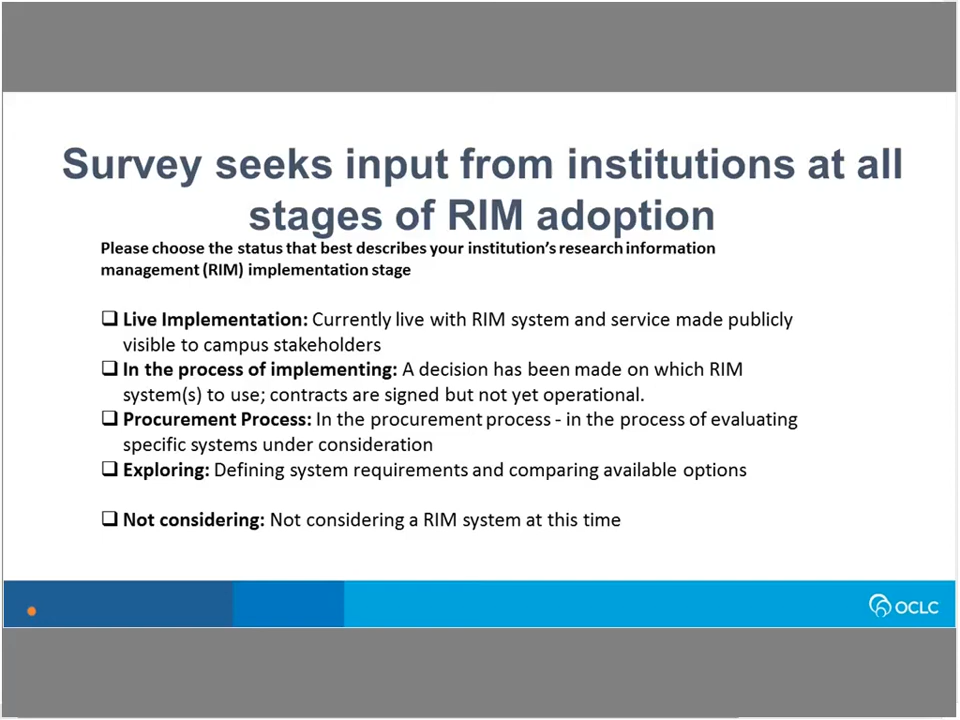 Survey seeks input from institutions at all
stages of RIM adoption
Please choose the status that best describes your institution’s research information
management (RIM) implementation stage
❑ Live Implementation: Currently live with RIM system and service made publicly
visible to campus stakeholders
❑ In the process of implementing: A decision has been made on which RIM
system(s) to use; contracts are signed but not yet operational.
❑ Procurement Process: In the procurement process - in the process of evaluating
specific systems under consideration
❑ Exploring: Defining system requirements and comparing available options
❑ Not considering: Not considering a RIM system at this time
OCLC